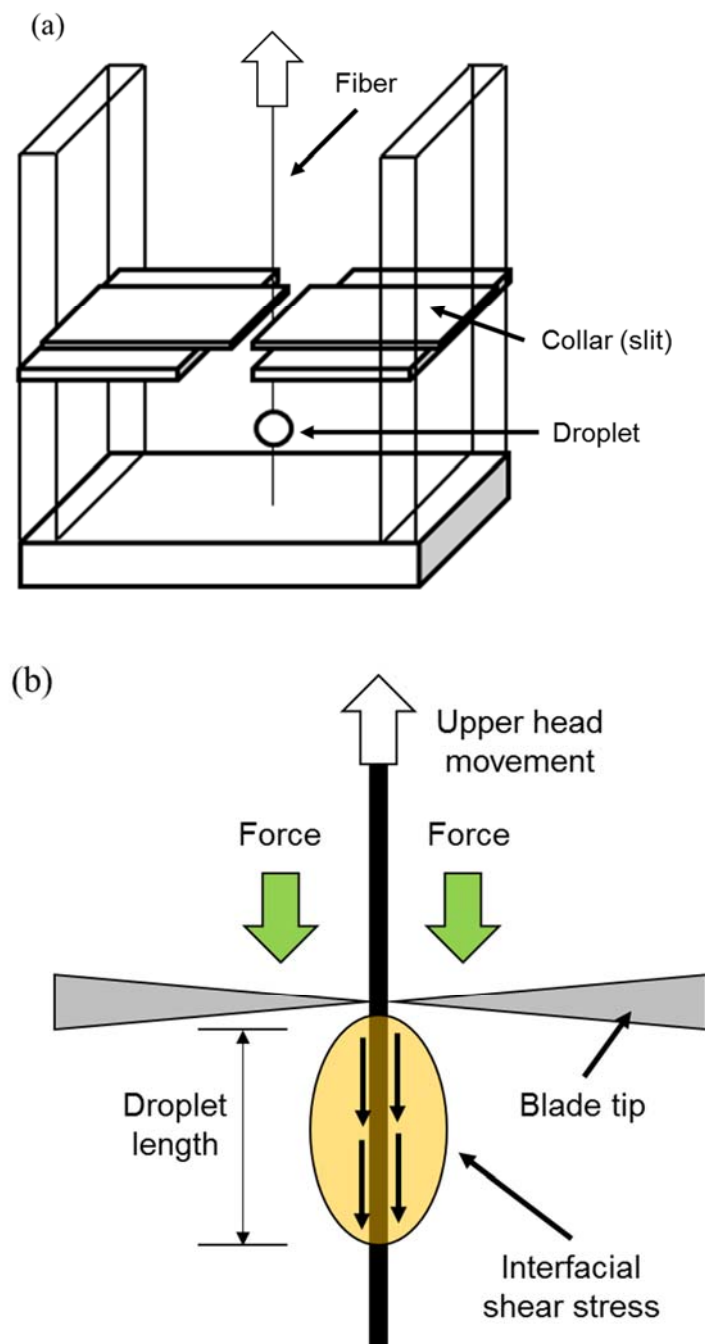 (a)
Fiber
Collar (slit)
Droplet
(b)
Upper head
movement
Force
Force
Droplet
length
Blade tip
Interfacial
shear stress